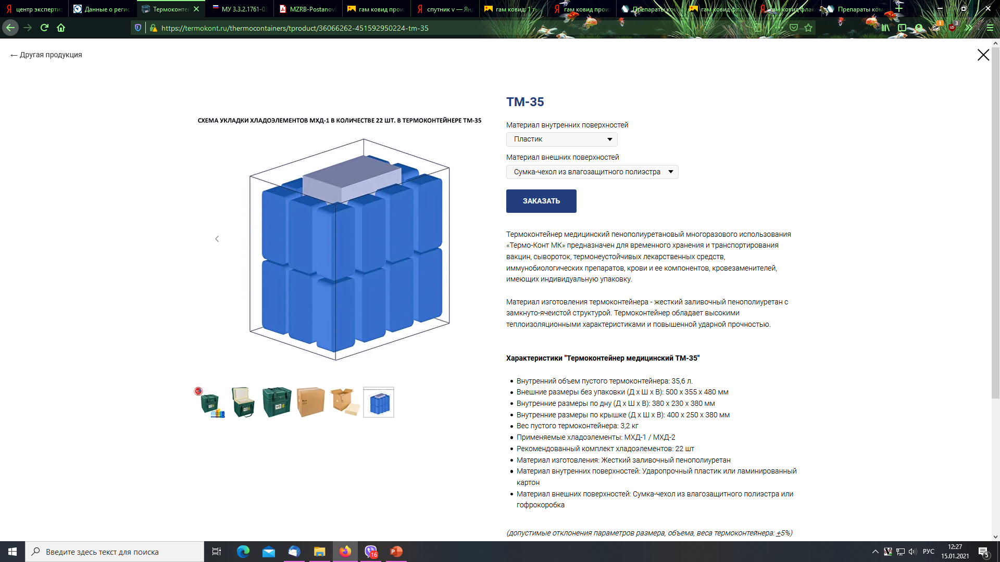 центр эксперти
Данные о регис
Термоконтей
МУ 3.3.2.1761-03
MZRB-Postanov
гам ковид прои
спутник v — Янд
гам ковид: 1 ты
гам ковид прои
Препараты ко
гам ковид фла
гам ковид флак
Препараты ком
https://termokont.ru/thermocontainers/tproduct/36066262-451592950224-tm-35
1
3
← Другая продукция
СХЕМА УКЛАДКИ ХЛАДОЭЛЕМЕНТОВ МХД-1 В КОЛИЧЕСТВЕ 22 ШТ. В ТЕРМОКОНТЕЙНЕРЕ ТМ-35
ТМ-35
Материал внутренних поверхностей
Пластик
Материал внешних поверхностей
Сумка-чехол из влагозащитного полиэстра
ЗАКАЗАТЬ
Термоконтейнер медицинский пенополиуретановый многоразового использования
«Термо-Конт МК» предназначен для временного хранения и транспортирования
вакцин, сывороток, термонеустойчивых лекарственных средств,
иммунобиологических препаратов, крови и ее компонентов, кровезаменителей,
имеющих индивидуальную упаковку.
Материал изготовления термоконтейнера - жесткий заливочный пенополиуретан с
замкнуто-ячеистой структурой. Термоконтейнер обладает высокими
теплоизоляционными характеристиками и повышенной ударной прочностью.
Характеристики "Термоконтейнер медицинский ТМ-35"
Внутренний объем пустого термоконтейнера: 35,6 л.
Внешние размеры без упаковки (Д х Ш х В): 500 х 355 х 480 мм
Внутренние размеры по дну (Д х Ш х В): 380 х 230 х 380 мм
Внутренние размеры по крышке (Д х Ш х В): 400 х 250 х 380 мм
Вес пустого термоконтейнера: 3,2 кг
Применяемые хладоэлементы: МХД-1 / МХД-2
Рекомендованный комплект хладоэлементов: 22 шт
Материал изготовления: Жесткий заливочный пенополиуретан
Материал внутренних поверхностей: Ударопрочный пластик или ламинированный
картон
Материал внешних поверхностей: Сумка-чехол из влагозащитного полиэстра или
гофрокоробка
(допустимые отклонения параметров размера, объема, веса термоконтейнера: ±5%)
Введите здесь текст для поиска
16
РУС
12:27
15.01.2021
5